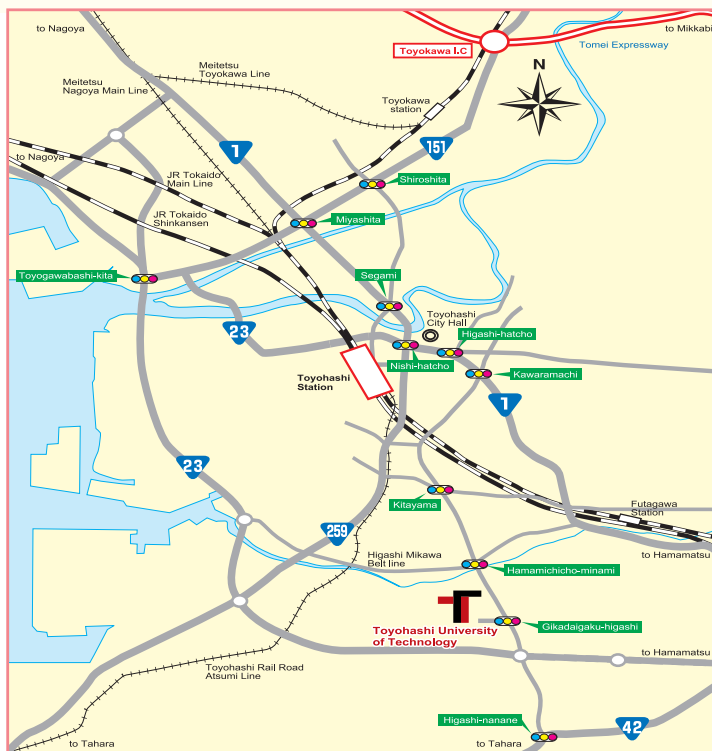 to Nagoya
Toyokawa I.C
to Mikkabi
Tomei Expressway
Meitetsu
Toyokawa Line
N
Meitetsu
Nagoya Main Line
Toyokawa
station
1
151
to Nagoya
JR Tokaido
Main Line
Shiroshita
JR Tokaido
Shinkansen
Miyashita
Toyogawabashi-kita
Segami
Toyohashi
City Hall
23
Higashi-hatcho
Toyohashi
Station
Nishi-hatcho
Kawaramachi
1
23
Kitayama
Futagawa
Station
259
Higashi Mikawa
Belt line
to Hamamatsu
Hamamichicho-minami
Toyohashi University
of Technology
Gikadaigaku-higashi
to Hamamatsu
Toyohashi Rail Road
Atsumi Line
Higashi-nanane
42
to Tahara
to Tahara